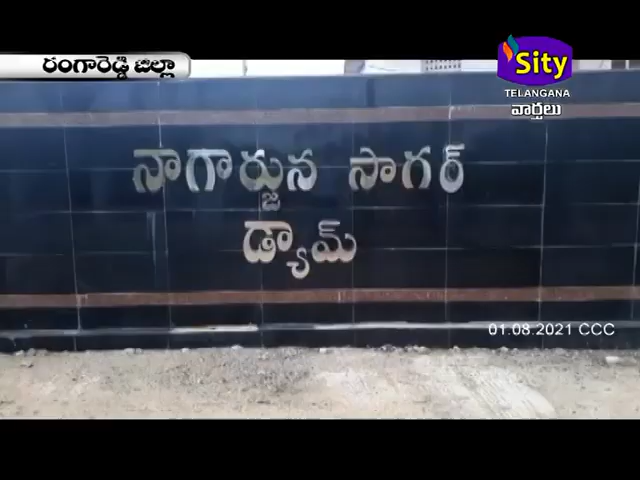 రంగారెడ్డి జిల్లా
Sity
TELANGANA
వార్తలు
నాగార్జున సాగర్
డ్యామ్
01.08.2021 CCC